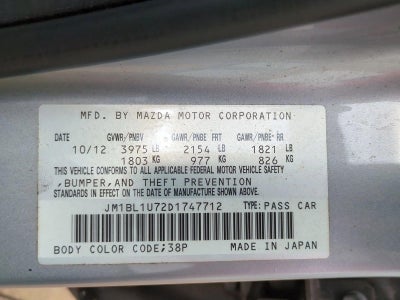 MFD. BY MAZDA MOTOR CORPORATION
DATE GVWR/PNBV GAWR/PNBE FRT GAWR/PNBE RR
10/12 3975 LB 2154 LB 1821 LB
1803 KG 977 KG 826 KG
THIS VEHICLE CONFORMS TO ALL APPLICABLE FEDERAL MOTOR VEHICLE SAFETY
,BUMPER,AND THEFT PREVENTION
STANDARDS IN EFFECT ON THE DATE OF MANUFACTURE SHOWN ABOVE.
JM1BL1U72D1747712 TYPE:PASS CAR
BODY COLOR CODE;38P MADE IN JAPAN